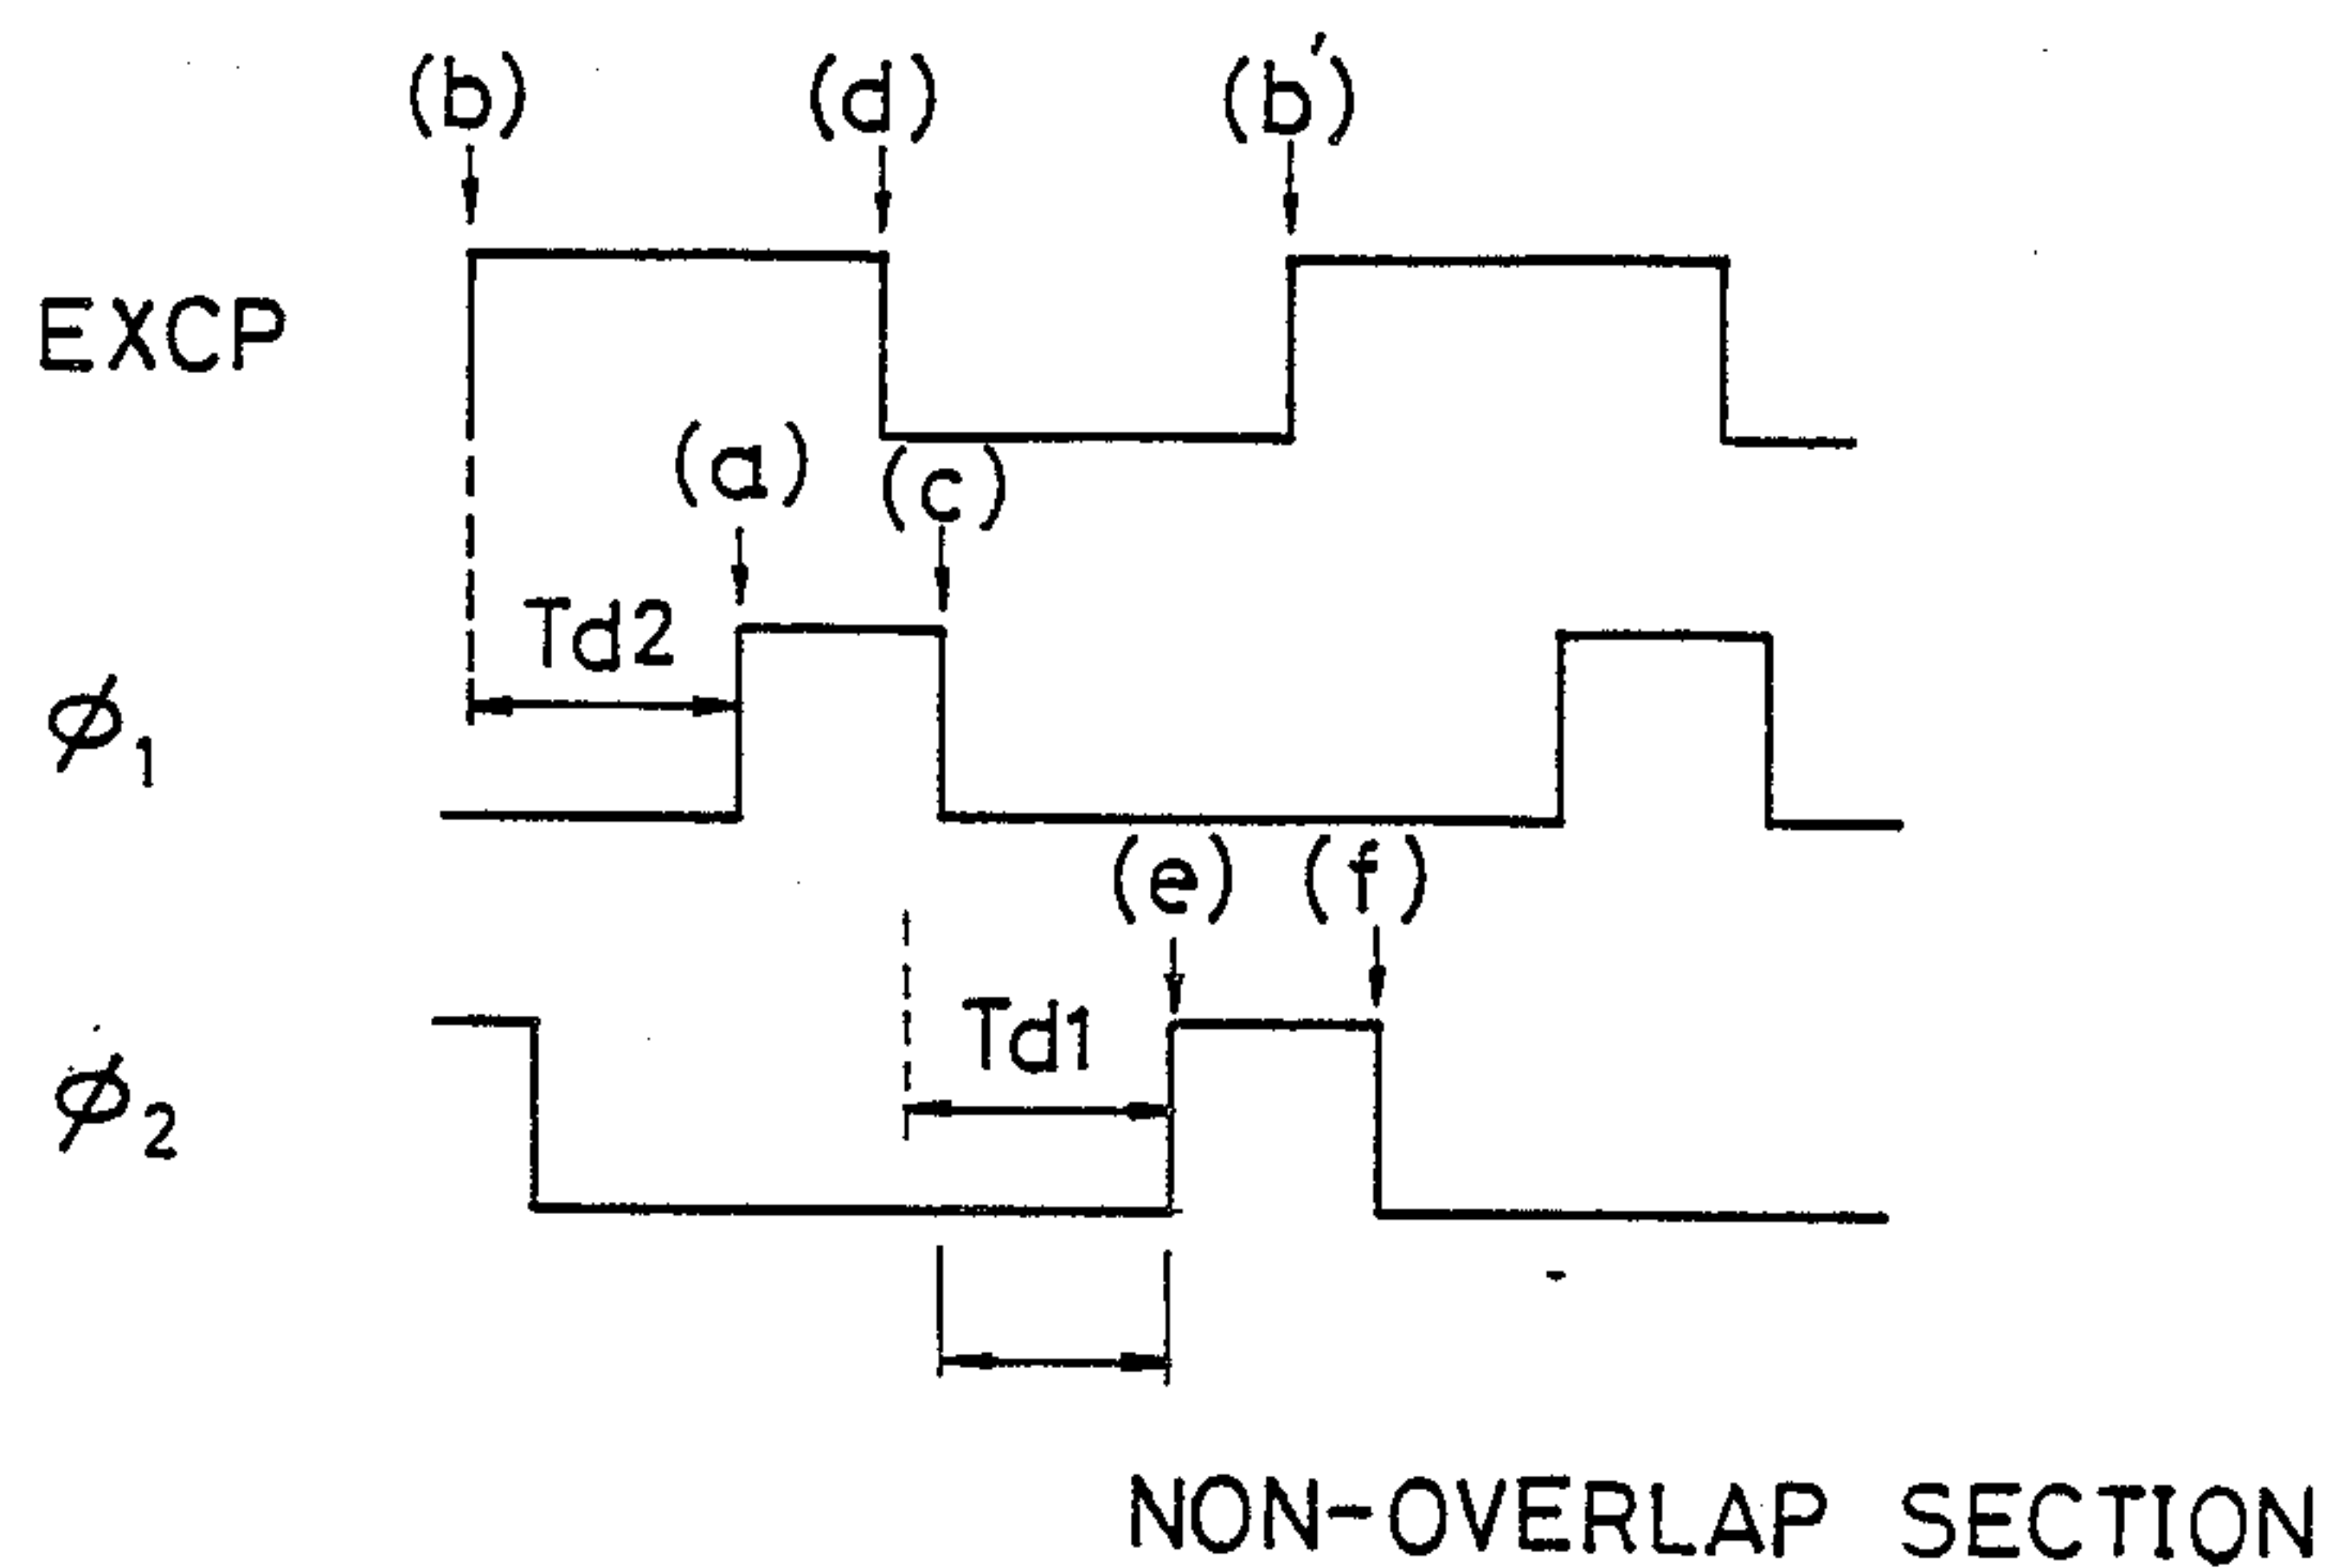 (b) (d) (b')
EXCP
(a) (c)
Td2
ϕ1
(e) (f)
Td1
ϕ2
NON-OVERLAP SECTION